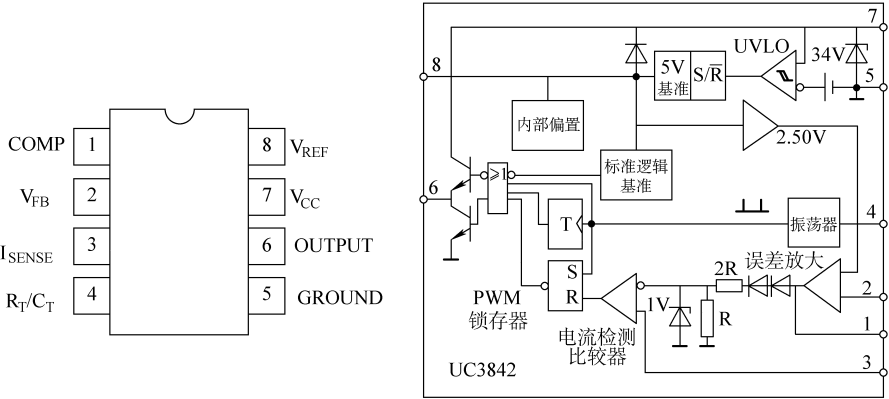 COMP 1
V_FB 2
I_SENSE 3
R_T/C_T 4
8 V_REF
7 V_CC
6 OUTPUT
5 GROUND
7
UVLO
34V
8
5V
基准
S/R̅
5
内部偏置
2.50V
标准逻辑
基准
≥1
6
T
振荡器
4
S
R
PWM
锁存器
2R
误差放大
1V
R
2
1
电流检测
比较器
3
UC3842